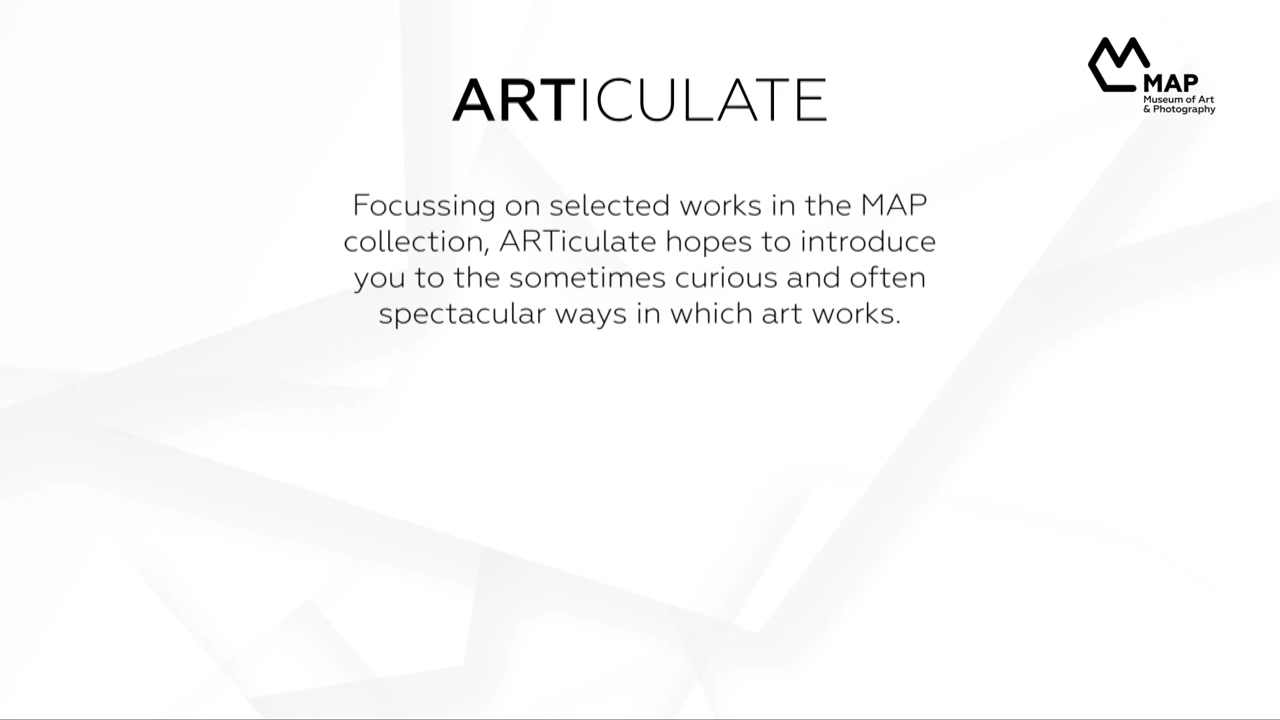 ARTICULATE
MAP
Museum of Art
& Photography
Focussing on selected works in the MAP
collection, ARTiculate hopes to introduce
you to the sometimes curious and often
spectacular ways in which art works.